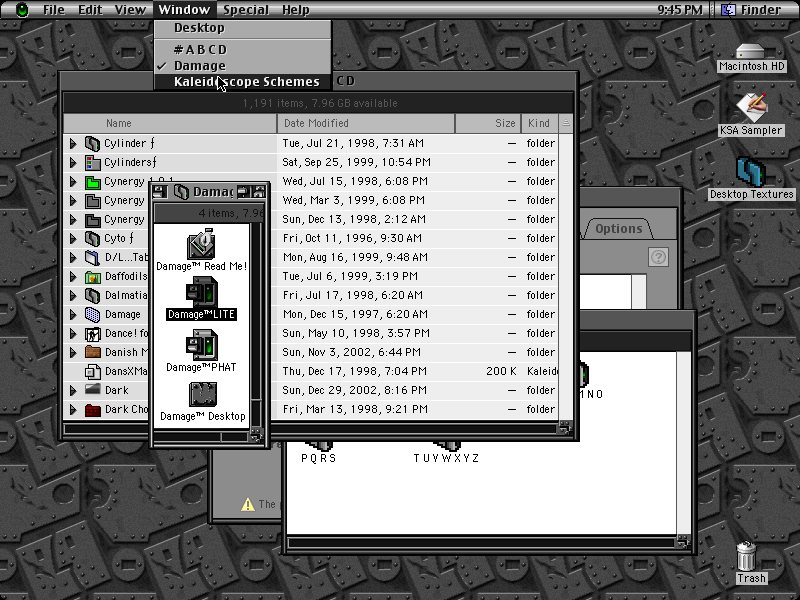 File Edit View Window Special Help 9:45 PM Finder
Desktop
# A B C D
✓ Damage
Kaleidoscope Schemes
C D
1,191 items, 7.96 GB available
Name Date Modified Size Kind
Cylinder ƒ Tue, Jul 21, 1998, 7:31 AM — folder
Cylindersƒ Sat, Sep 25, 1999, 10:54 PM — folder
Cynergy 1.0.1 Wed, Jul 15, 1998, 6:08 PM — folder
Cynergy Wed, Mar 3, 1999, 6:08 PM — folder
Cynergy Sun, Dec 13, 1998, 2:12 AM — folder
Cyto ƒ Fri, Oct 11, 1996, 9:30 AM — folder
D/L...Tab Mon, Aug 16, 1999, 9:48 AM — folder
Daffodils Tue, Jul 6, 1999, 3:19 PM — folder
Dalmatia Fri, Jul 17, 1998, 6:20 AM — folder
Damage Mon, Dec 15, 1997, 6:20 AM — folder
Dance! fo Sun, May 10, 1998, 3:57 PM — folder
Danish M Sun, Nov 3, 2002, 6:44 PM — folder
DansXMa Thu, Dec 17, 1998, 7:04 PM 200 K Kaleid
Dark Sun, Dec 29, 2002, 8:16 PM — folder
Dark Cho Fri, Mar 13, 1998, 9:21 PM — folder
Damag
4 items, 7.96
Damage™ Read Me!
Damage™LITE
Damage™PHAT
Damage™ Desktop
Options
?
M N O
P Q R S
T U V W X Y Z
The
Macintosh HD
KSA Sampler
Desktop Textures
Trash